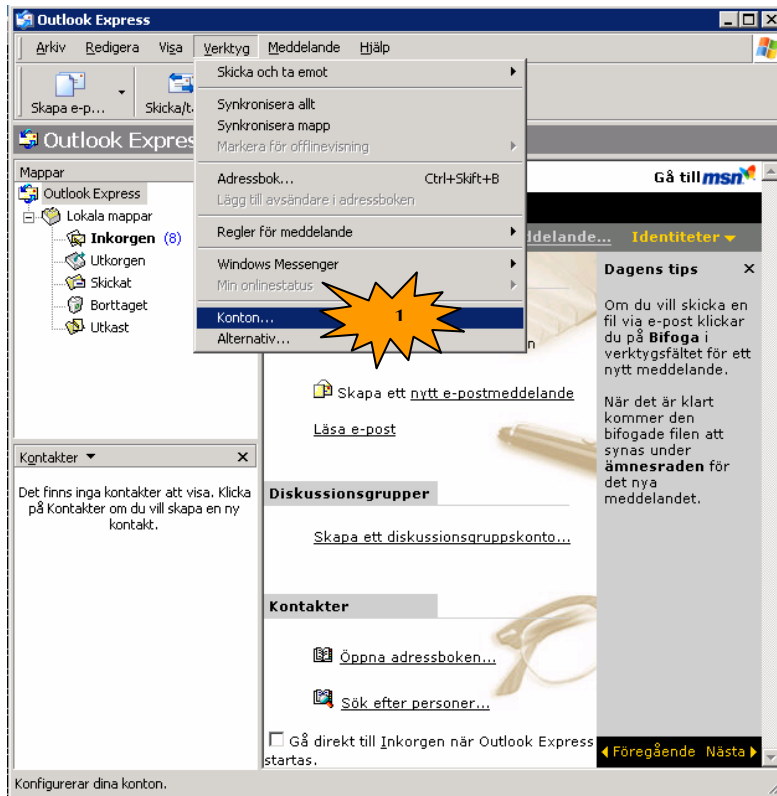 Outlook Express
Arkiv Redigera Visa Verktyg Meddelande Hjälp
Skapa e-p... Skicka/t
Outlook Expres
Skicka och ta emot
Synkronisera allt
Synkronisera mapp
Markera för offlinevisning
Adressbok... Ctrl+Skift+B
Lägg till avsändare i adressboken
Regler för meddelande
Windows Messenger
Min onlinestatus
Konton...
Alternativ...
1
Mappar
Outlook Express
Lokala mappar
Inkorgen (8)
Utkorgen
Skickat
Borttaget
Utkast
Kontakter
Det finns inga kontakter att visa. Klicka
på Kontakter om du vill skapa en ny
kontakt.
Gå till msn
ddelande... Identiteter
n
Skapa ett nytt e-postmeddelande
Läsa e-post
Diskussionsgrupper
Skapa ett diskussionsgruppskonto...
Kontakter
Öppna adressboken...
Sök efter personer...
Gå direkt till Inkorgen när Outlook Express
startas.
Dagens tips
Om du vill skicka en
fil via e-post klickar
du på Bifoga i
verktygsfältet för ett
nytt meddelande.
När det är klart
kommer den
bifogade filen att
synas under
ämnesraden för
det nya
meddelandet.
Föregående Nästa
Konfigurerar dina konton.